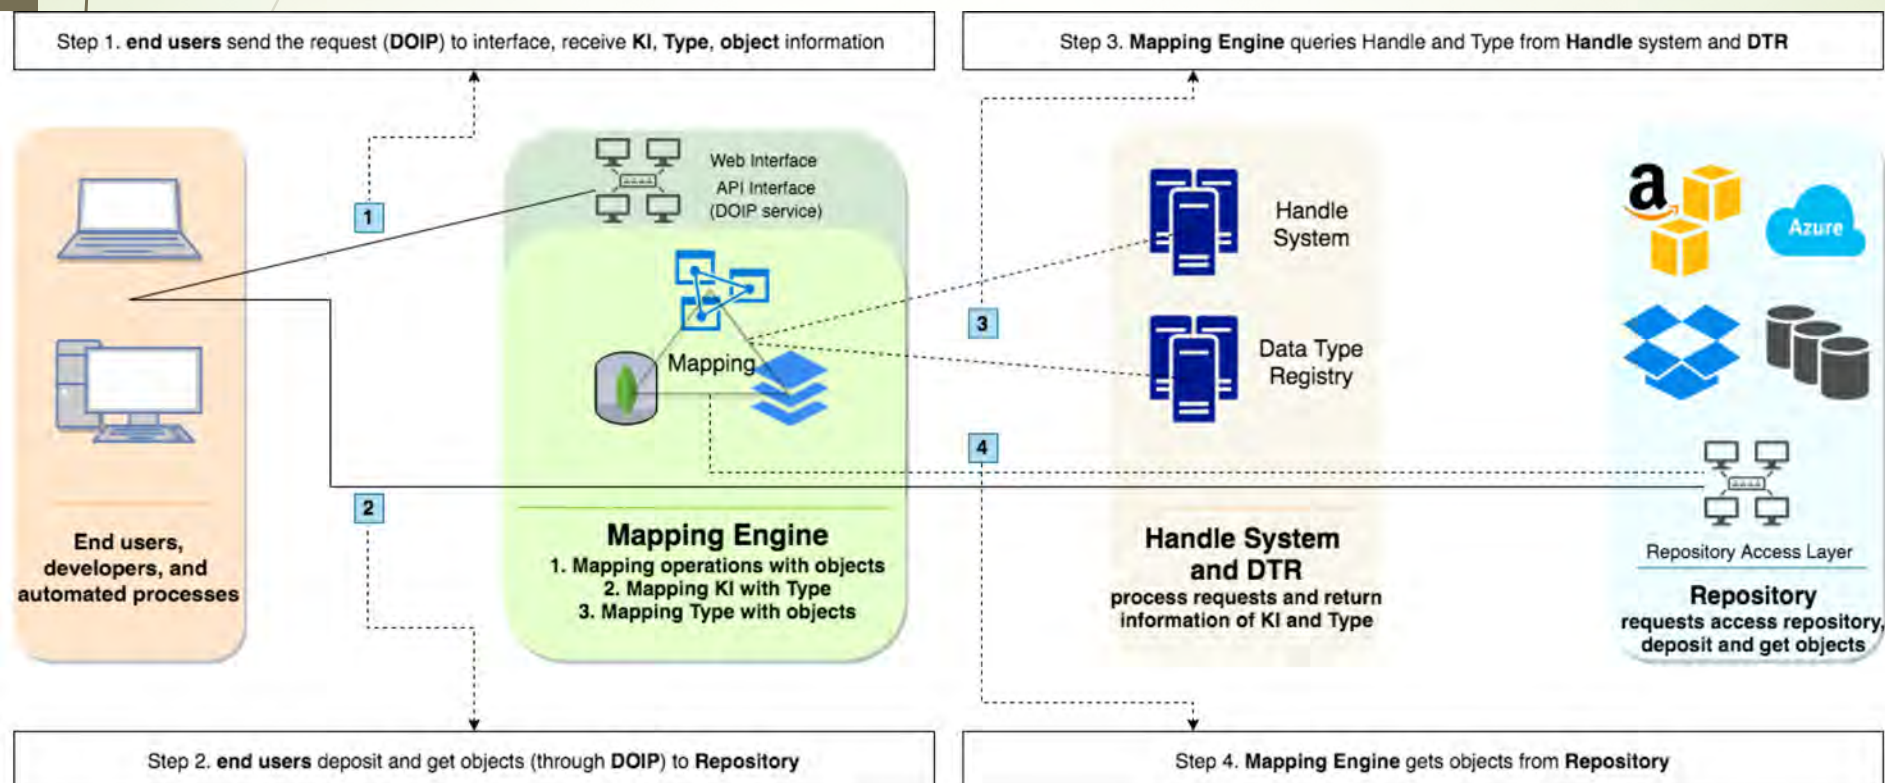 Step 1. end users send the request (DOIP) to interface, receive KI, Type, object information
Step 3. Mapping Engine queries Handle and Type from Handle system and DTR
1
Web Interface
API Interface
(DOIP service)
Mapping
Mapping Engine
1. Mapping operations with objects
2. Mapping KI with Type
3. Mapping Type with objects
2
End users,
developers, and
automated processes
3
4
Handle
System
Data Type
Registry
Handle System
and DTR
process requests and return
information of KI and Type
a
Azure
Repository Access Layer
Repository
requests access repository,
deposit and get objects
Step 2. end users deposit and get objects (through DOIP) to Repository
Step 4. Mapping Engine gets objects from Repository